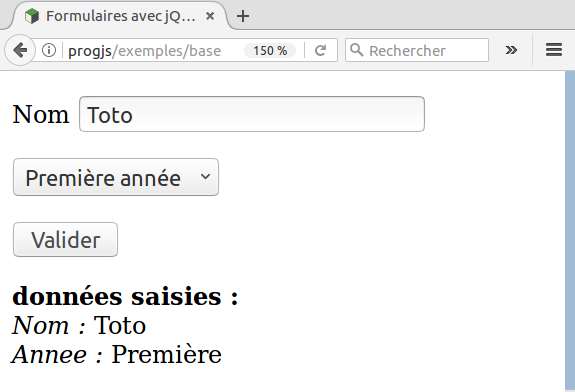 Formulaires avec jQ...
progjs/exemples/base 150 % Rechercher
Nom Toto
Première année
Valider
données saisies :
Nom : Toto
Annee : Première